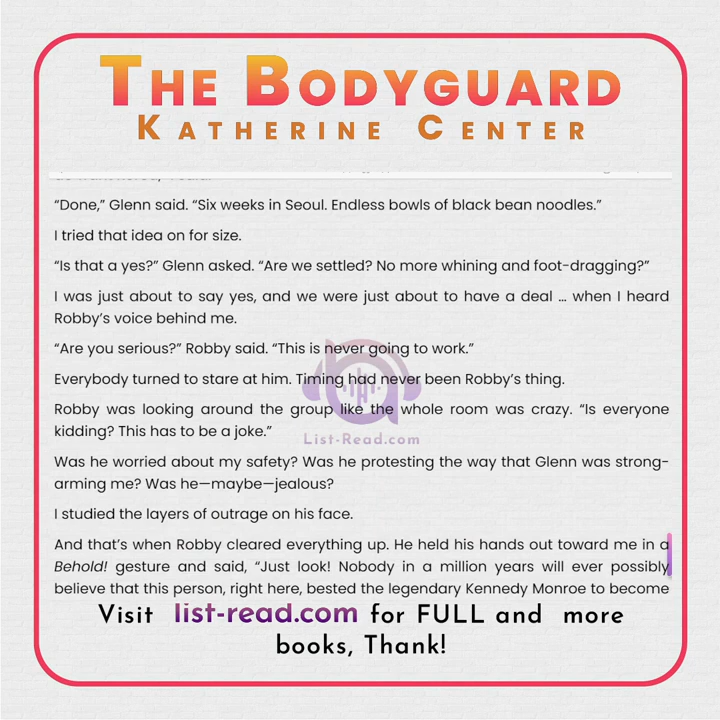 THE BODYGUARD
KATHERINE CENTER
“Done,” Glenn said. “Six weeks in Seoul. Endless bowls of black bean noodles.”
I tried that idea on for size.
“Is that a yes?” Glenn asked. “Are we settled? No more whining and foot-dragging?”
I was just about to say yes, and we were just about to have a deal … when I heard
Robby’s voice behind me.
“Are you serious?” Robby said. “This is never going to work.”
Everybody turned to stare at him. Timing had never been Robby’s thing.
Robby was looking around the group like the whole room was crazy. “Is everyone
kidding? This has to be a joke.”
List-Read.com
Was he worried about my safety? Was he protesting the way that Glenn was strong-
arming me? Was he—maybe—jealous?
I studied the layers of outrage on his face.
And that’s when Robby cleared everything up. He held his hands out toward me in a
Behold! gesture and said, “Just look! Nobody in a million years will ever possibly
believe that this person, right here, bested the legendary Kennedy Monroe to become
Visit list-read.com for FULL and more
books, Thank!